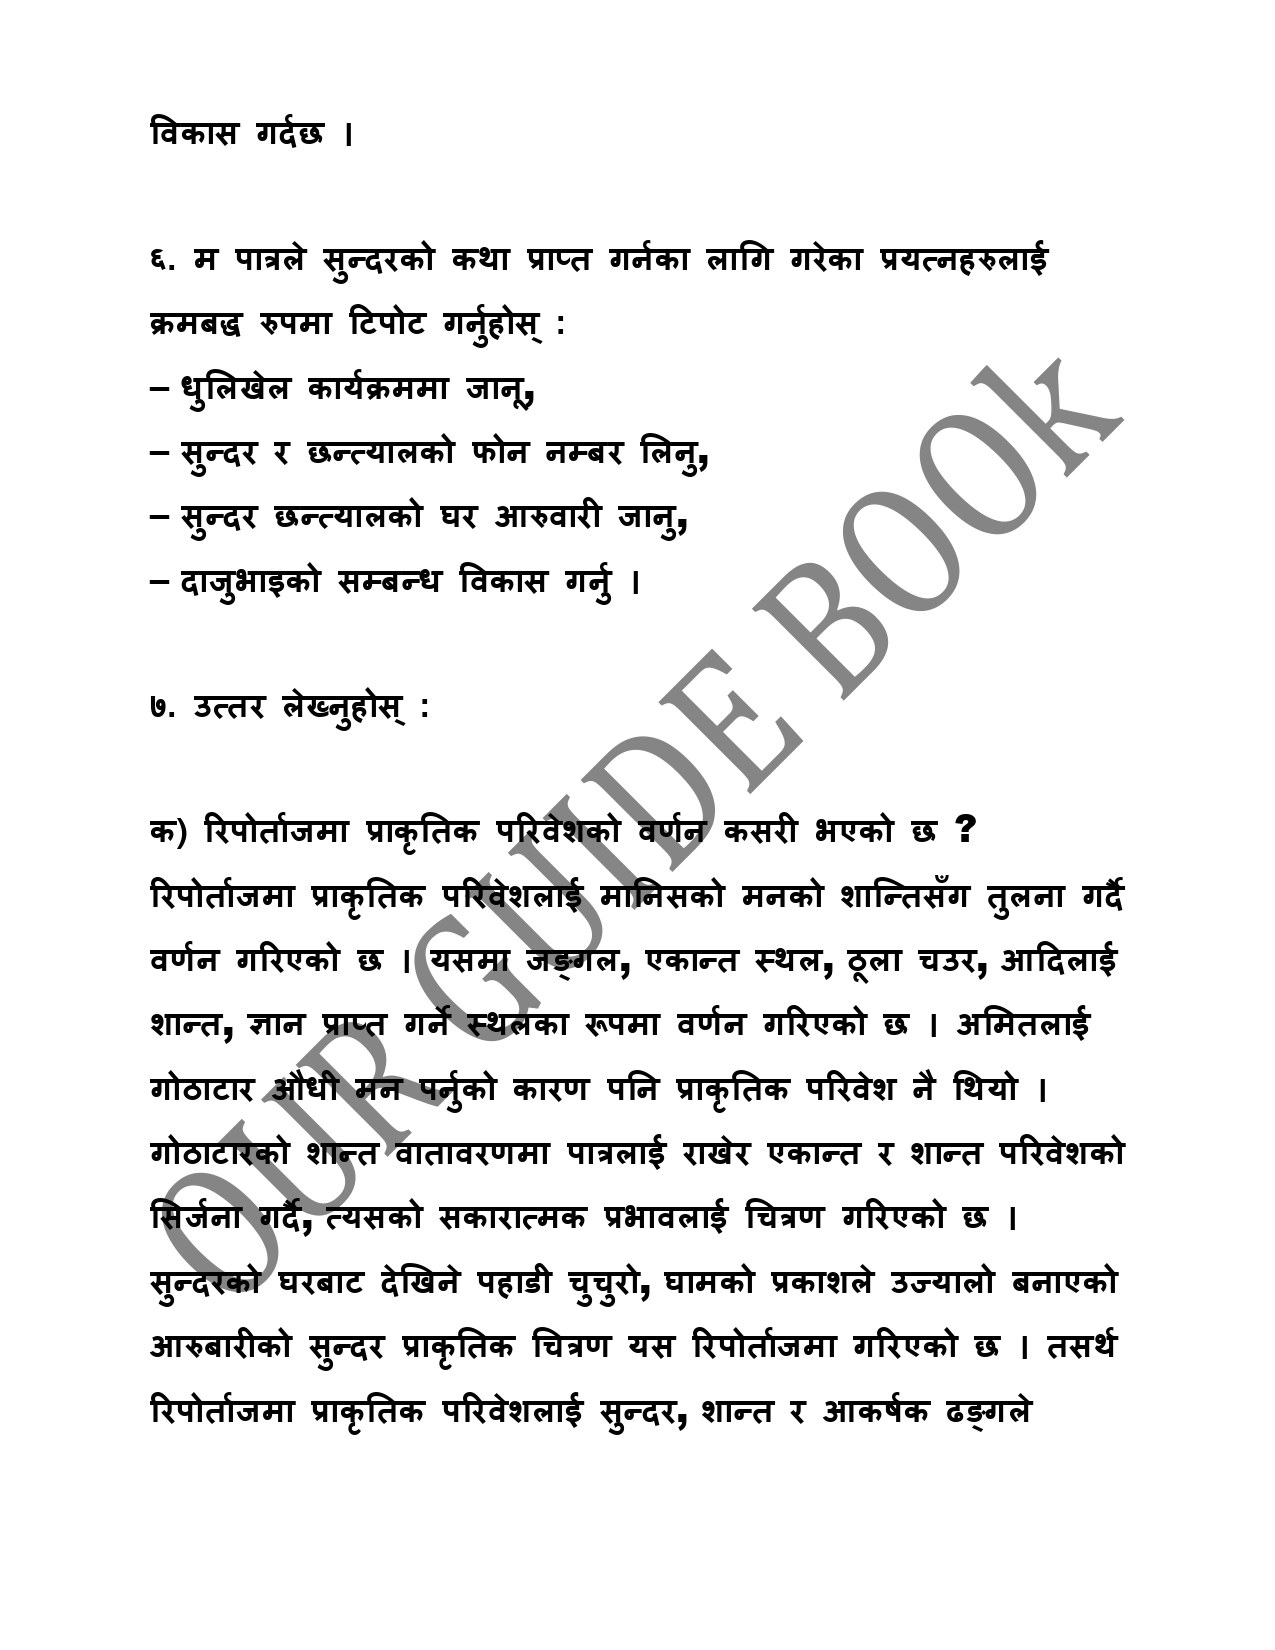 विकास गर्दछ ।
६. म पात्रले सुन्दरको कथा प्राप्त गर्नका लागि गरेका प्रयत्नहरुलाई
क्रमबद्ध रुपमा टिपोट गर्नुहोस् :
– धुलिखेल कार्यक्रममा जानू,
– सुन्दर र छन्त्यालको फोन नम्बर लिनु,
– सुन्दर छन्त्यालको घर आरुवारी जानु,
– दाजुभाइको सम्बन्ध विकास गर्नु ।
७. उत्तर लेख्नुहोस् :
क) रिपोर्ताजमा प्राकृतिक परिवेशको वर्णन कसरी भएको छ ?
रिपोर्ताजमा प्राकृतिक परिवेशलाई मानिसको मनको शान्तिसँग तुलना गर्दै
वर्णन गरिएको छ । यसमा जङ्गल, एकान्त स्थल, ठूला चउर, आदिलाई
शान्त, ज्ञान प्राप्त गर्ने स्थलका रूपमा वर्णन गरिएको छ । अमितलाई
गोठाटार औधी मन पर्नुको कारण पनि प्राकृतिक परिवेश नै थियो ।
गोठाटारको शान्त वातावरणमा पात्रलाई राखेर एकान्त र शान्त परिवेशको
सिर्जना गर्दै, त्यसको सकारात्मक प्रभावलाई चित्रण गरिएको छ ।
सुन्दरको घरबाट देखिने पहाडी चुचुरो, घामको प्रकाशले उज्यालो बनाएको
आरुबारीको सुन्दर प्राकृतिक चित्रण यस रिपोर्ताजमा गरिएको छ । तसर्थ
रिपोर्ताजमा प्राकृतिक परिवेशलाई सुन्दर, शान्त र आकर्षक ढङ्गले
OUR GUIDE BOOk